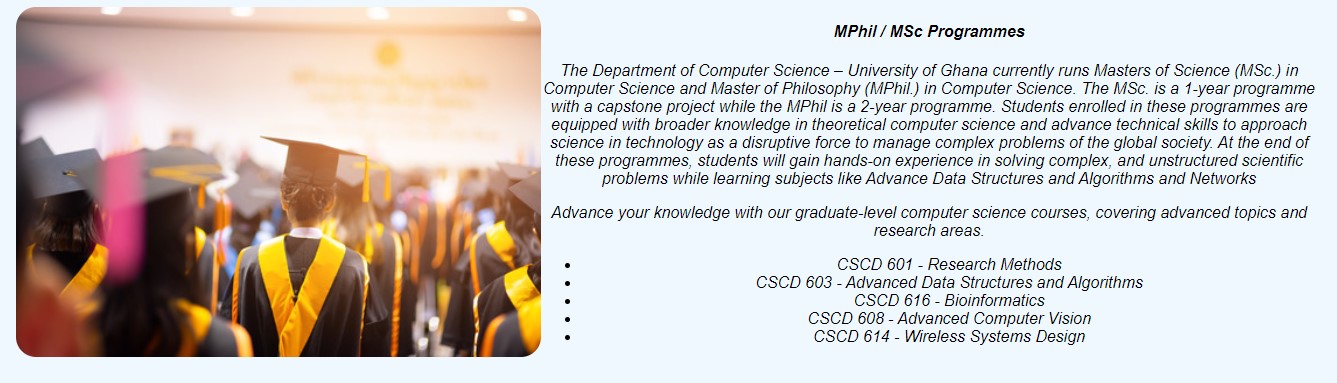 MPhil / MSc Programmes
The Department of Computer Science – University of Ghana currently runs Masters of Science (MSc.) in
Computer Science and Master of Philosophy (MPhil.) in Computer Science. The MSc. is a 1-year programme
with a capstone project while the MPhil is a 2-year programme. Students enrolled in these programmes are
equipped with broader knowledge in theoretical computer science and advance technical skills to approach
science in technology as a disruptive force to manage complex problems of the global society. At the end of
these programmes, students will gain hands-on experience in solving complex, and unstructured scientific
problems while learning subjects like Advance Data Structures and Algorithms and Networks
Advance your knowledge with our graduate-level computer science courses, covering advanced topics and
research areas.
• CSCD 601 - Research Methods
• CSCD 603 - Advanced Data Structures and Algorithms
• CSCD 616 - Bioinformatics
• CSCD 608 - Advanced Computer Vision
• CSCD 614 - Wireless Systems Design